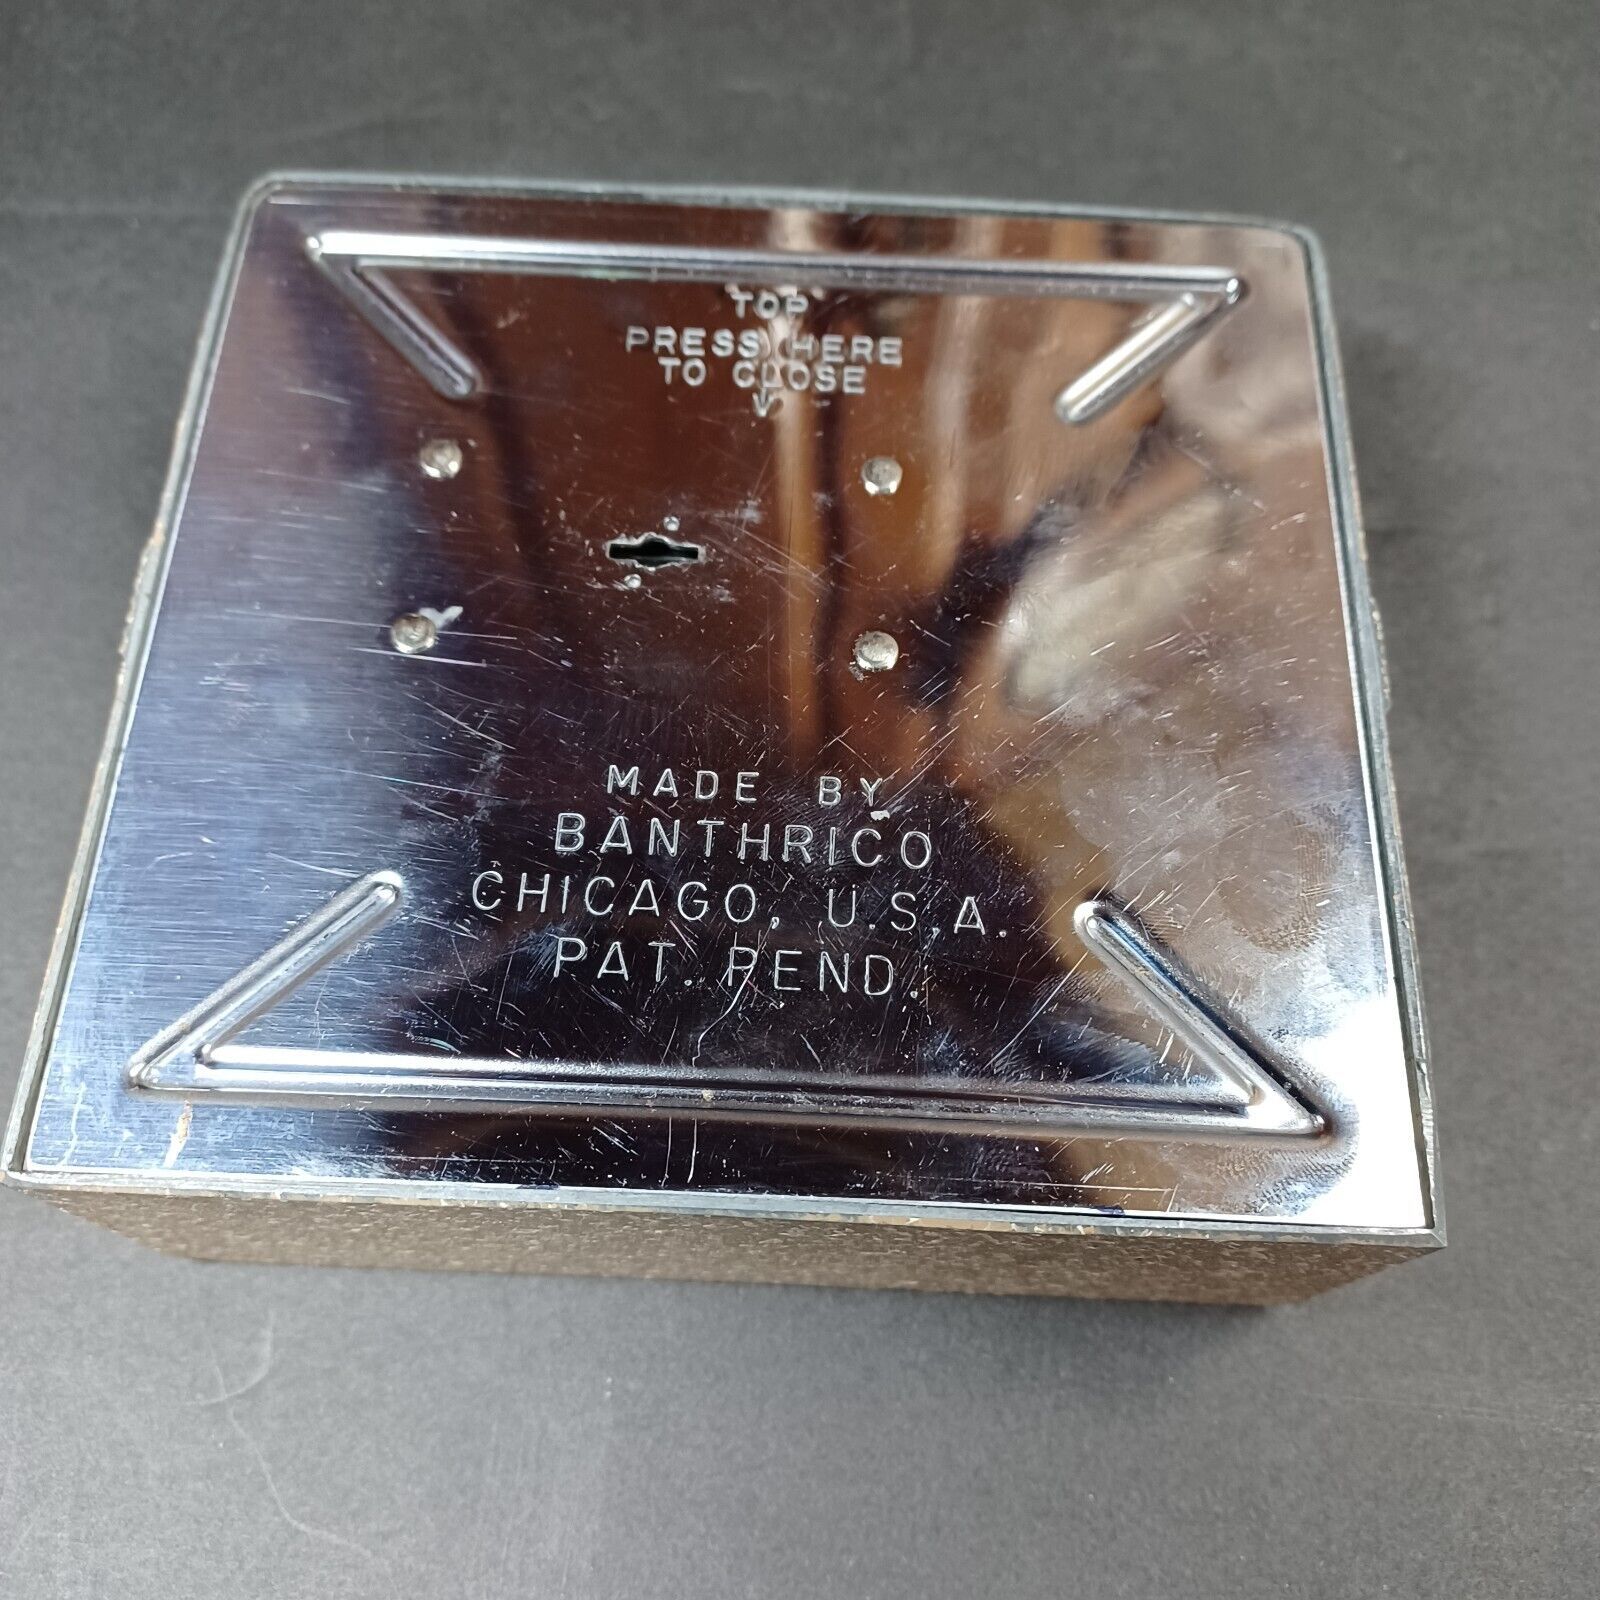 TOP
PRESS HERE
TO CLOSE
MADE BY
BANTHRICO
CHICAGO, U.S.A.
PAT. PEND.